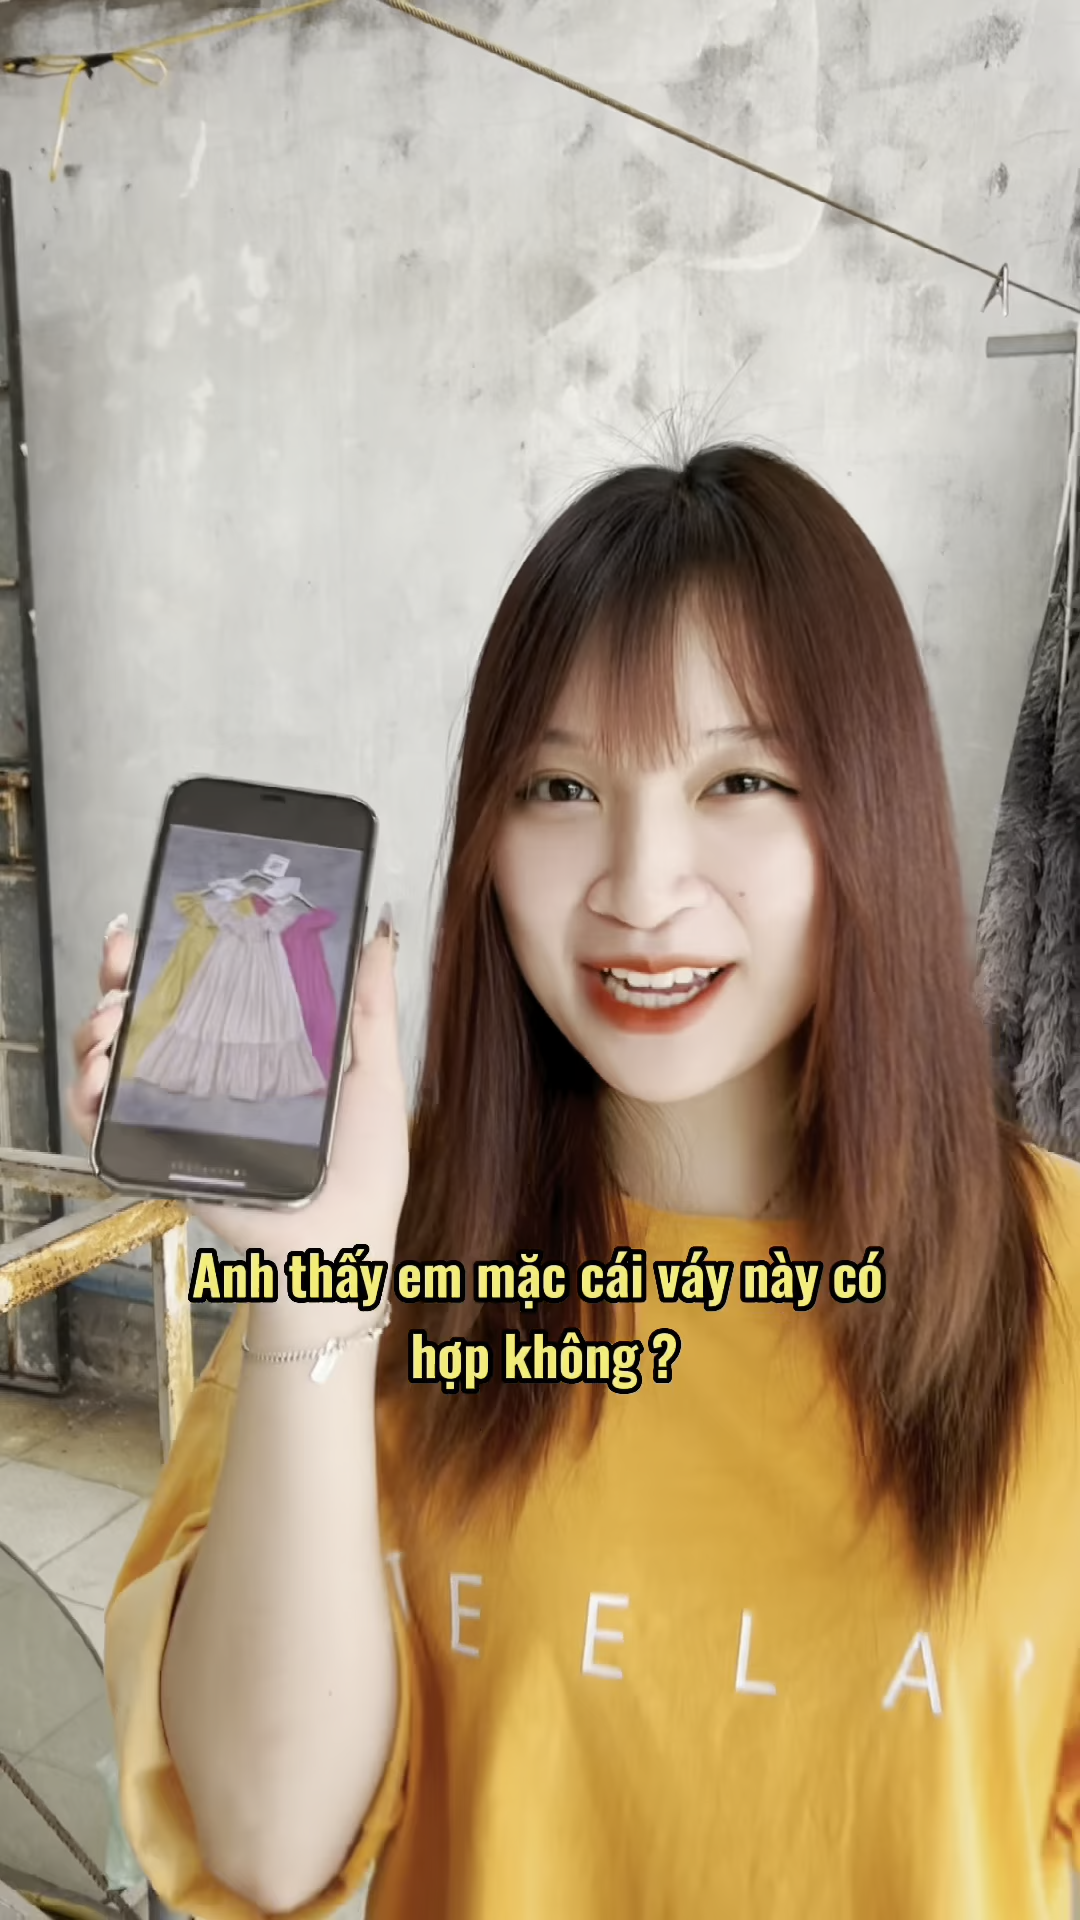 Anh thấy em mặc cái váy này có
hợp không ?
E E L A